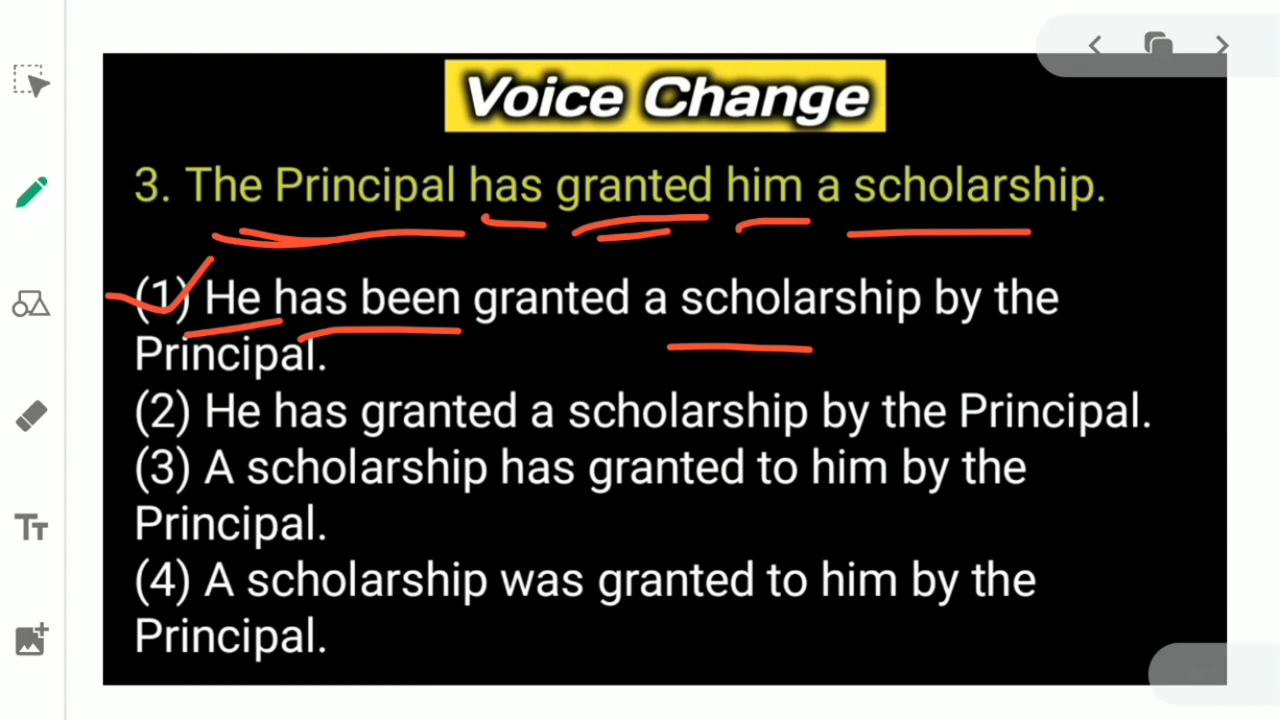 Voice Change
3. The Principal has granted him a scholarship.
(1) He has been granted a scholarship by the
Principal.
(2) He has granted a scholarship by the Principal.
(3) A scholarship has granted to him by the
Principal.
(4) A scholarship was granted to him by the
Principal.
TT